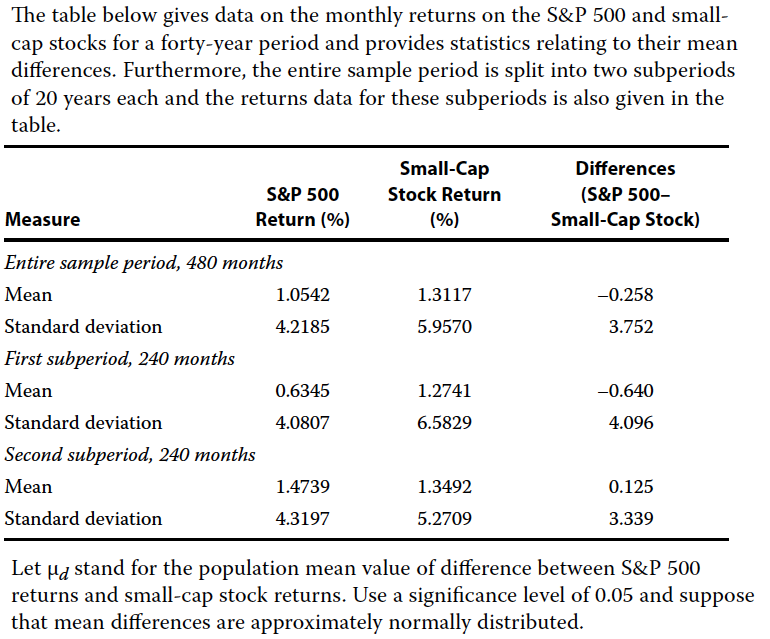 The table below gives data on the monthly returns on the S&P 500 and small-
cap stocks for a forty-year period and provides statistics relating to their mean
differences. Furthermore, the entire sample period is split into two subperiods
of 20 years each and the returns data for these subperiods is also given in the
table.
Measure S&P 500 Return (%) Small-Cap Stock Return (%) Differences (S&P 500– Small-Cap Stock)
Entire sample period, 480 months
Mean 1.0542 1.3117 –0.258
Standard deviation 4.2185 5.9570 3.752
First subperiod, 240 months
Mean 0.6345 1.2741 –0.640
Standard deviation 4.0807 6.5829 4.096
Second subperiod, 240 months
Mean 1.4739 1.3492 0.125
Standard deviation 4.3197 5.2709 3.339
Let μd stand for the population mean value of difference between S&P 500
returns and small-cap stock returns. Use a significance level of 0.05 and suppose
that mean differences are approximately normally distributed.